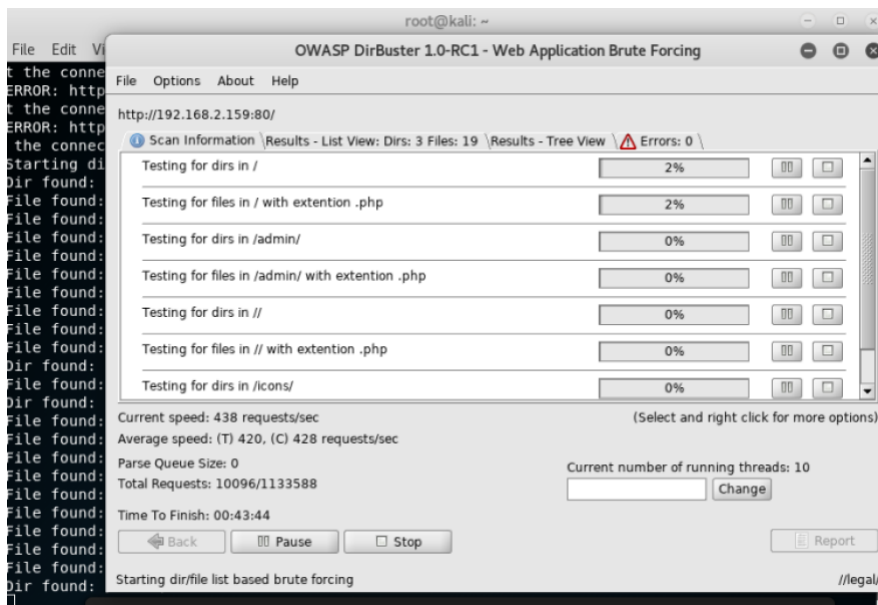 root@kali: ~
File Edit Vi
OWASP DirBuster 1.0-RC1 - Web Application Brute Forcing
File Options About Help
http://192.168.2.159:80/
Scan Information Results - List View: Dirs: 3 Files: 19 Results - Tree View Errors: 0
Testing for dirs in / 2%
Testing for files in / with extention .php 2%
Testing for dirs in /admin/ 0%
Testing for files in /admin/ with extention .php 0%
Testing for dirs in // 0%
Testing for files in // with extention .php 0%
Testing for dirs in /icons/ 0%
Current speed: 438 requests/sec (Select and right click for more options)
Average speed: (T) 420, (C) 428 requests/sec
Parse Queue Size: 0
Total Requests: 10096/1133588
Current number of running threads: 10
Change
Time To Finish: 00:43:44
Back Pause Stop Report
Starting dir/file list based brute forcing //legal/
t the conne
ERROR: http
t the conne
ERROR: http
the connec
Starting di
Dir found:
File found:
File found:
File found:
File found:
File found:
File found:
File found:
File found:
File found:
Dir found:
File found:
Dir found:
File found:
File found:
File found:
File found:
File found:
File found:
File found:
File found:
File found:
Dir found: